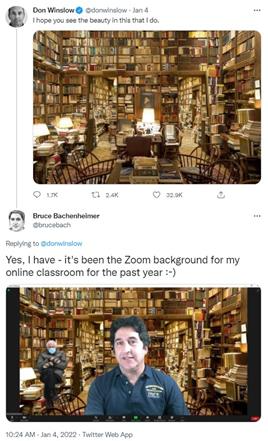 Don Winslow @donwinslow · Jan 4
I hope you see the beauty in this that I do.
1.7K 2.4K 32.9K
Bruce Bachenheimer
@brucebach
Replying to @donwinslow
Yes, I have - it's been the Zoom background for my
online classroom for the past year :-)
10:24 AM · Jan 4, 2022 · Twitter Web App